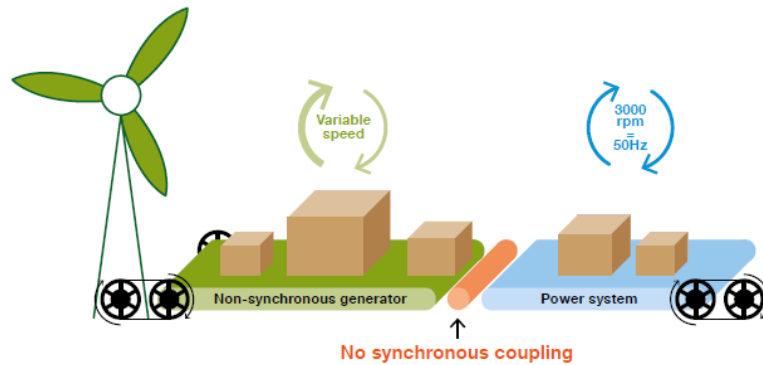 Variable
speed
3000
rpm
=
50Hz
Non-synchronous generator
Power system
No synchronous coupling